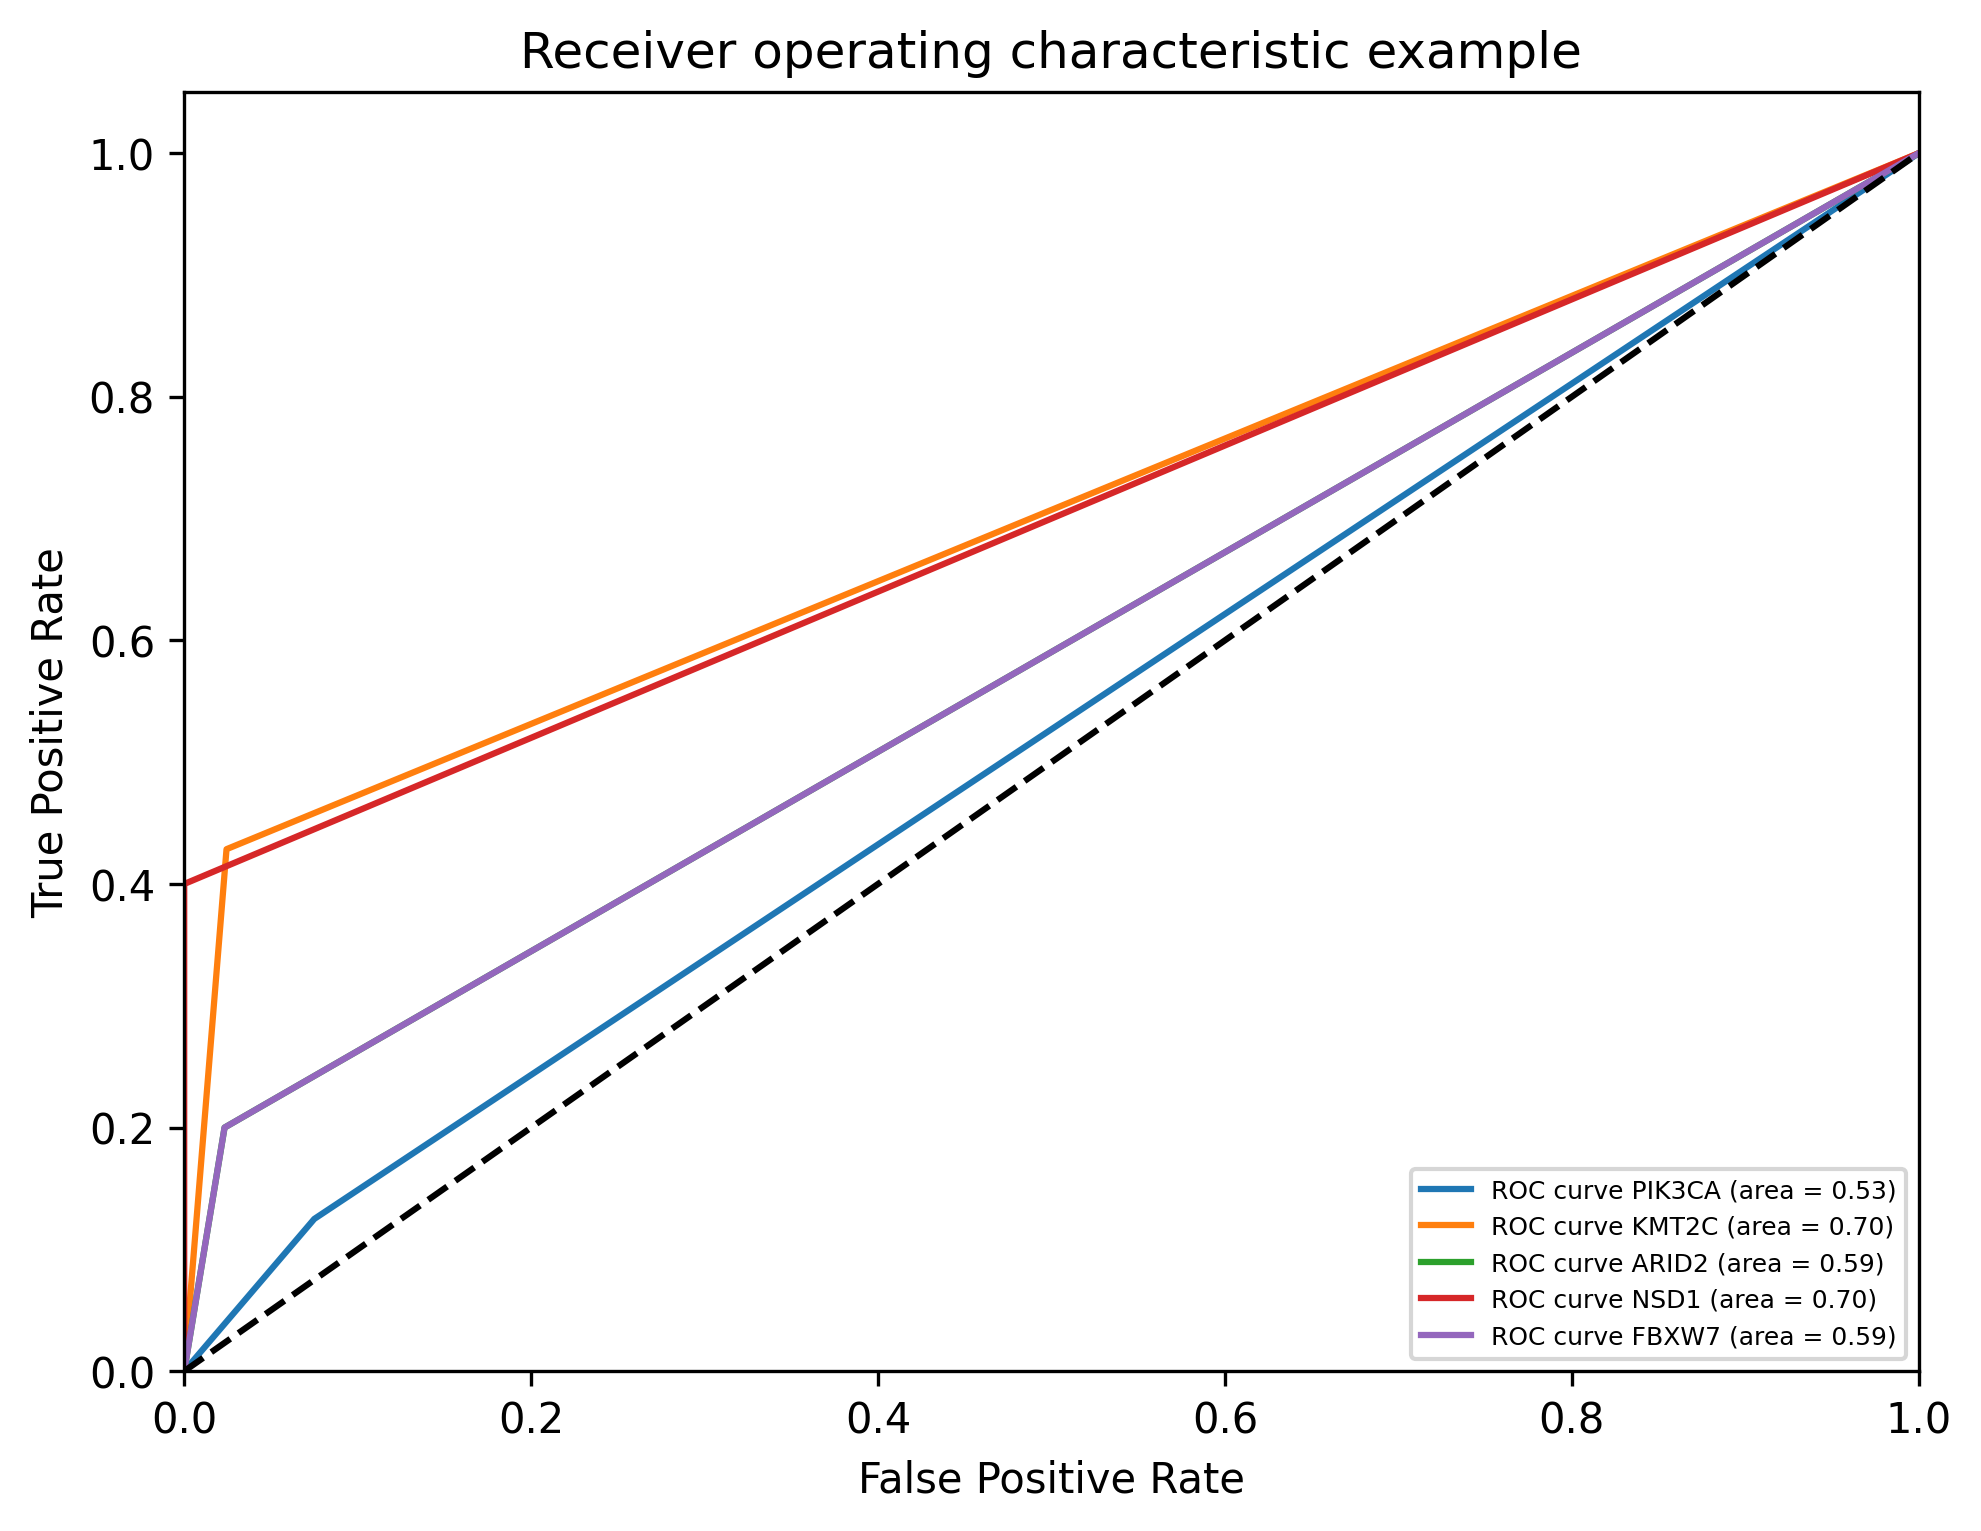 Receiver operating characteristic example
True Positive Rate
1.0
0.8
0.6
0.4
0.2
0.0
0.0 0.2 0.4 0.6 0.8 1.0
False Positive Rate
ROC curve PIK3CA (area = 0.53)
ROC curve KMT2C (area = 0.70)
ROC curve ARID2 (area = 0.59)
ROC curve NSD1 (area = 0.70)
ROC curve FBXW7 (area = 0.59)